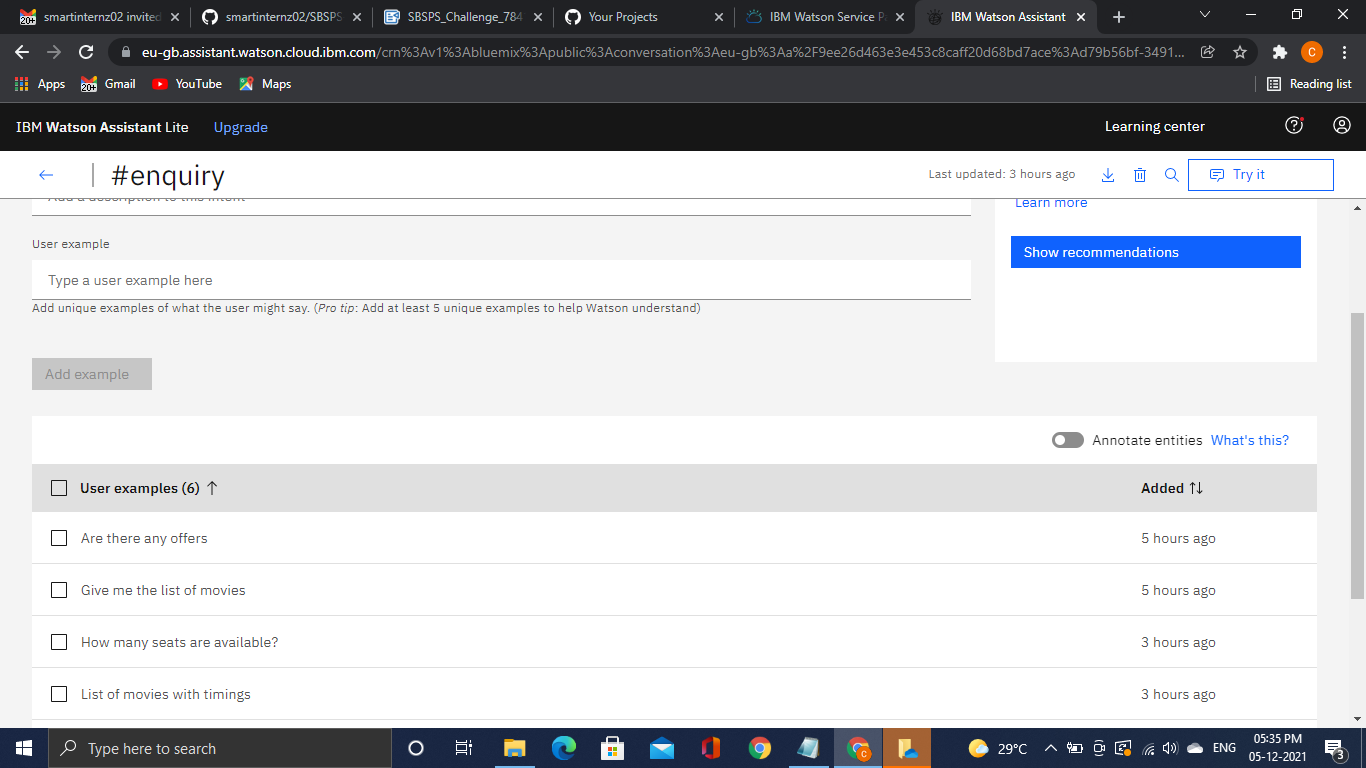 smartinternz02 invited
smartinternz02/SBSPS
SBSPS_Challenge_784
Your Projects
IBM Watson Service P
IBM Watson Assistant
eu-gb.assistant.watson.cloud.ibm.com/crn%3Av1%3Abluemix%3Apublic%3Aconversation%3Aeu-gb%3Aa%2F9ee26d463e3e453c8caff20d68bd7ace%3Ad79b56bf-3491...
C
Apps
20+
Gmail
YouTube
Maps
Reading list
IBM Watson Assistant Lite
Upgrade
Learning center
#enquiry
Last updated: 3 hours ago
Try it
Add a description to this intent
Learn more
User example
Show recommendations
Type a user example here
Add unique examples of what the user might say. (Pro tip: Add at least 5 unique examples to help Watson understand)
Add example
Annotate entities What's this?
User examples (6)
Added
Are there any offers
5 hours ago
Give me the list of movies
5 hours ago
How many seats are available?
3 hours ago
List of movies with timings
3 hours ago
Type here to search
29°C
ENG
05:35 PM
05-12-2021
3